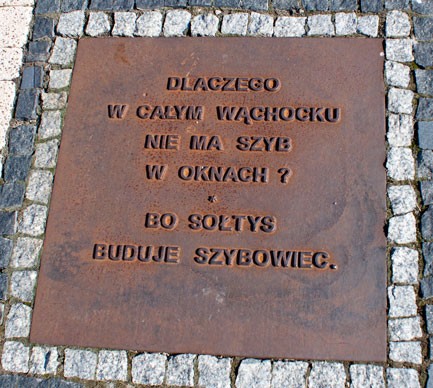 DLACZEGO
W CAŁYM WĄCHOCKU
NIE MA SZYB
W OKNACH ?
BO SOŁTYS
BUDUJE SZYBOWIEC.